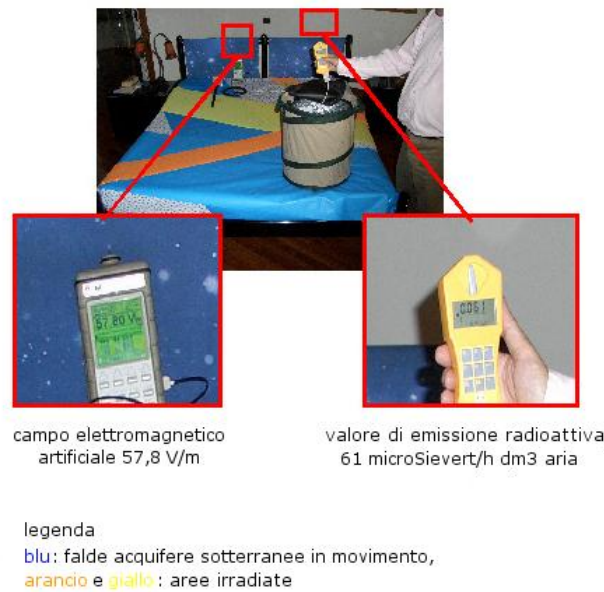 57.80 V
.0061
campo elettromagnetico
artificiale 57,8 V/m
valore di emissione radioattiva
61 microSievert/h dm3 aria
legenda
blu: falde acquifere sotterranee in movimento,
arancio e giallo: aree irradiate